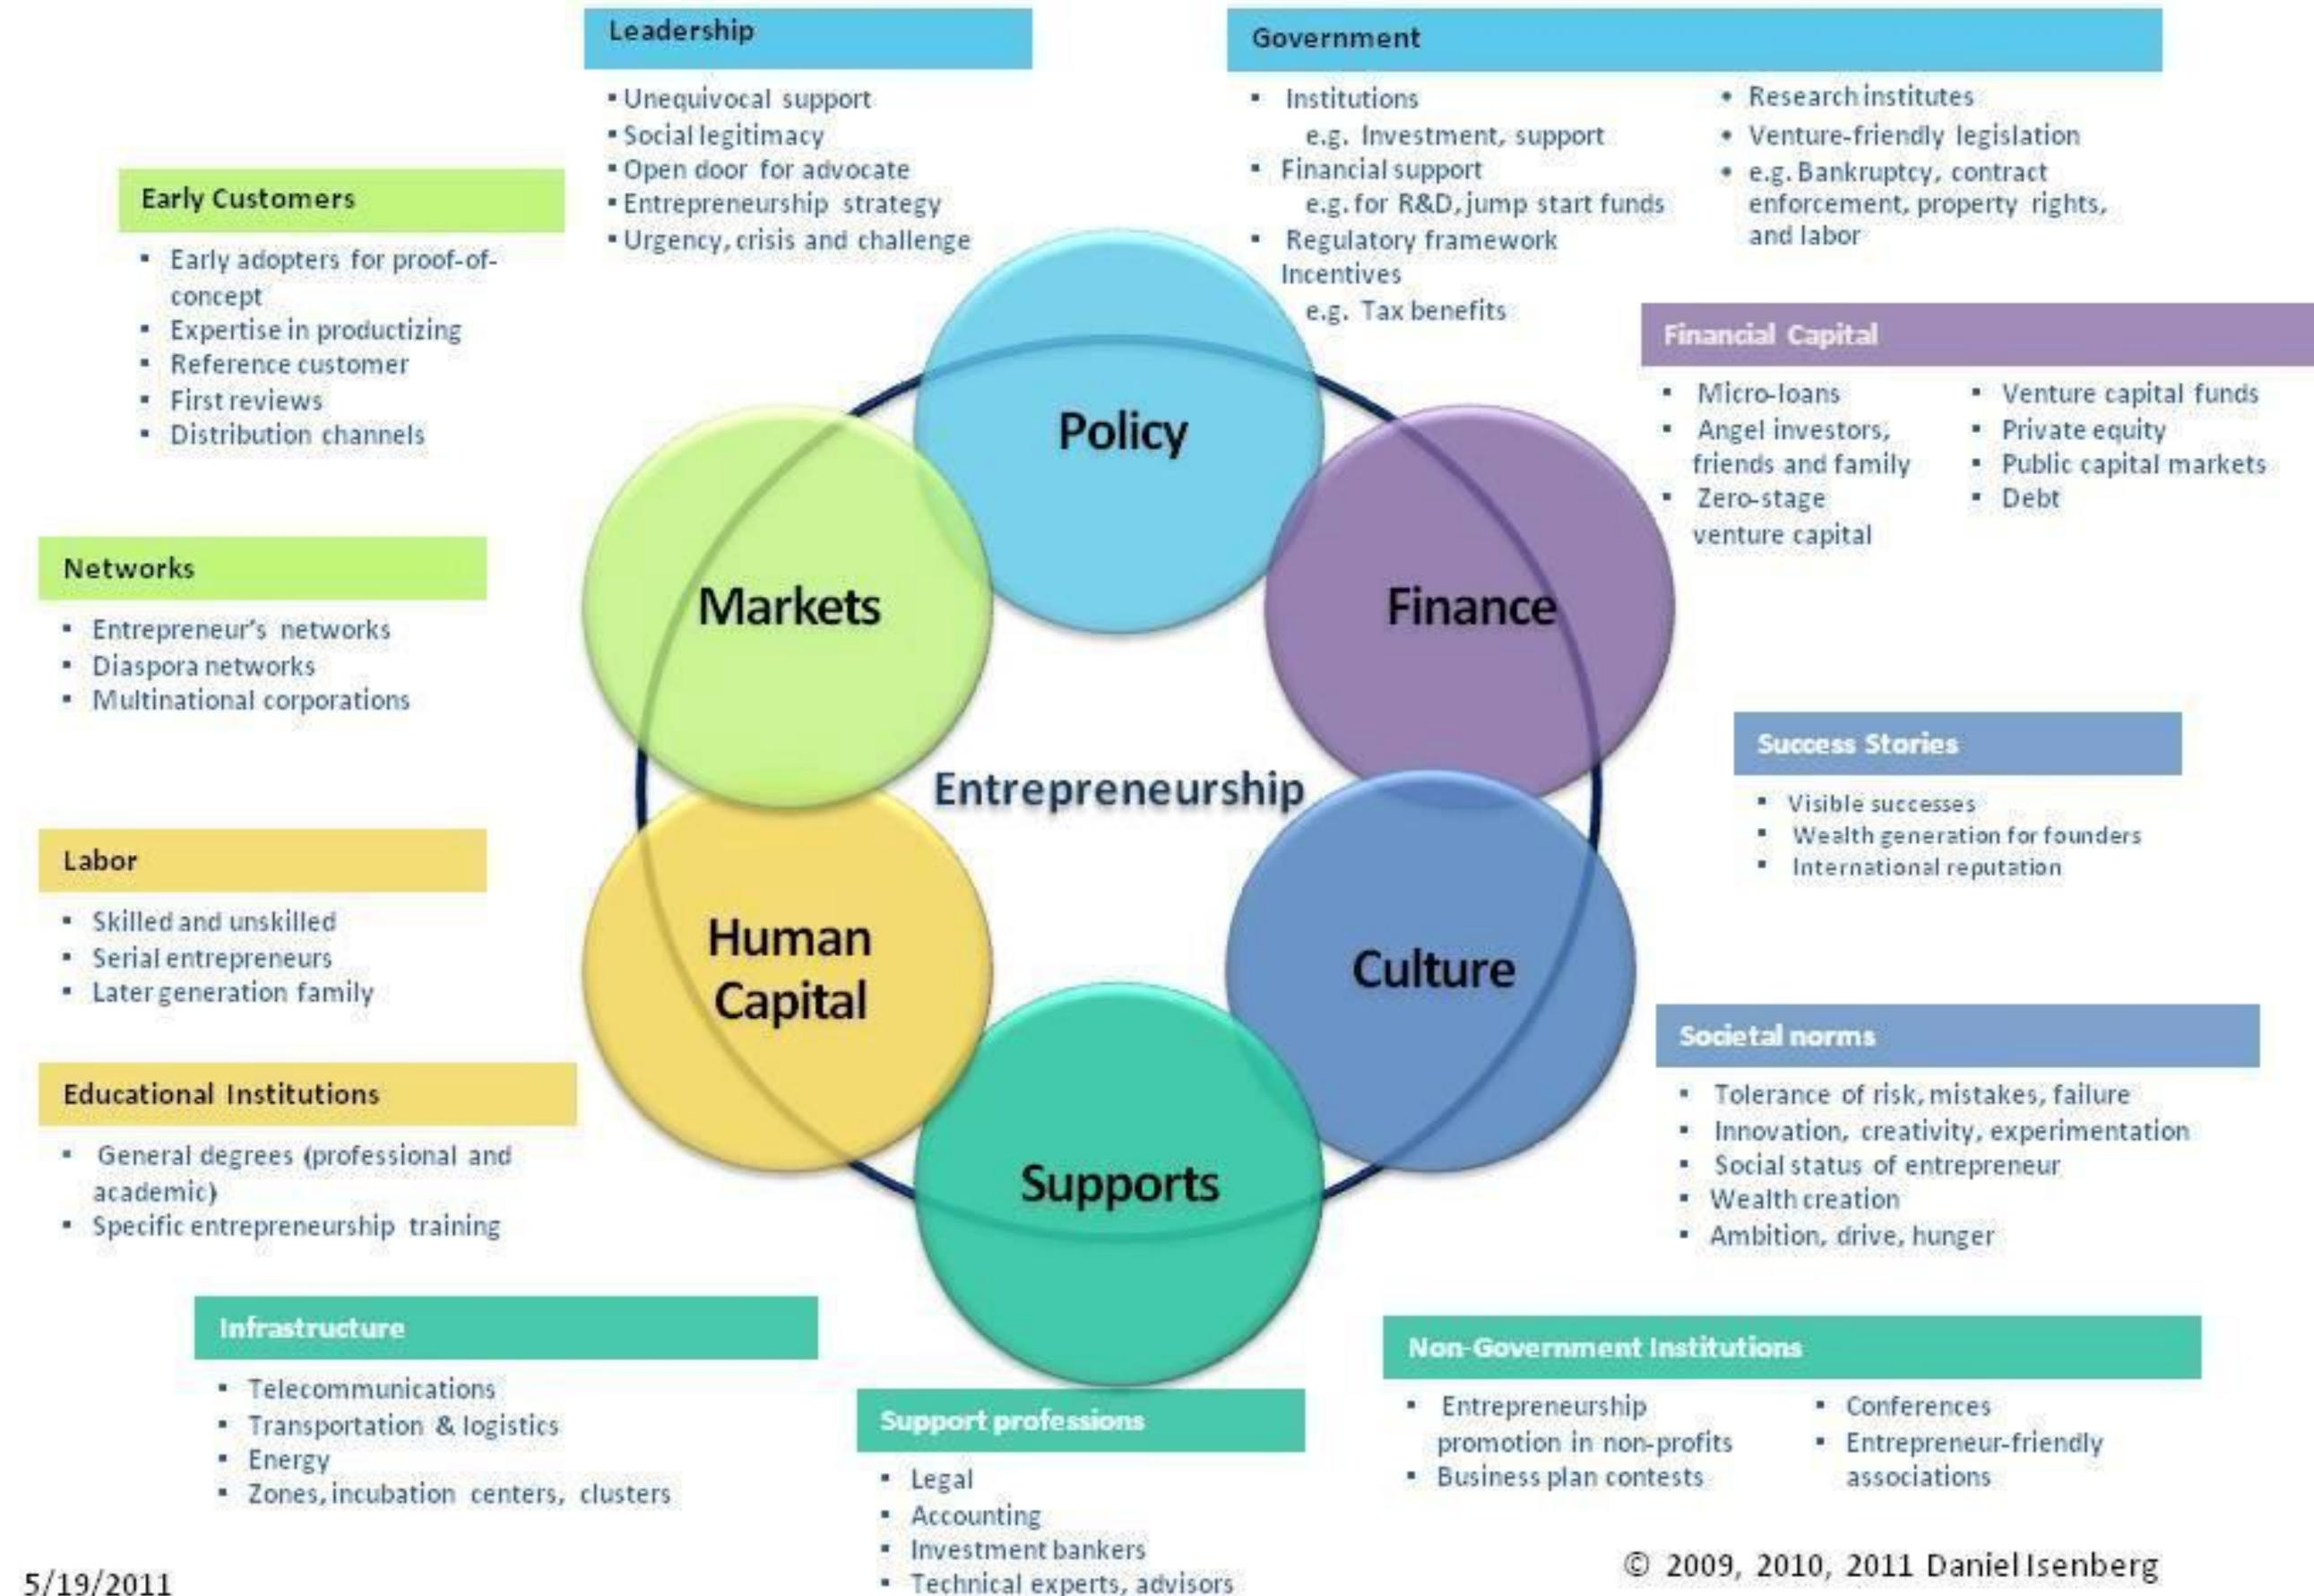 Leadership
▪ Unequivocal support
▪ Social legitimacy
▪ Open door for advocate
▪ Entrepreneurship strategy
▪ Urgency, crisis and challenge
Government
▪ Institutions
e.g. Investment, support
▪ Financial support
e.g. for R&D, jump start funds
▪ Regulatory framework
Incentives
e.g. Tax benefits
• Research institutes
• Venture-friendly legislation
• e.g. Bankruptcy, contract
enforcement, property rights,
and labor
Early Customers
▪ Early adopters for proof-of-
concept
▪ Expertise in productizing
▪ Reference customer
▪ First reviews
▪ Distribution channels
Financial Capital
▪ Micro-loans
▪ Angel investors,
friends and family
▪ Zero-stage
venture capital
▪ Venture capital funds
▪ Private equity
▪ Public capital markets
▪ Debt
Networks
▪ Entrepreneur's networks
▪ Diaspora networks
▪ Multinational corporations
Policy
Markets
Finance
Entrepreneurship
Human
Capital
Culture
Supports
Success Stories
▪ Visible successes
▪ Wealth generation for founders
▪ International reputation
Labor
▪ Skilled and unskilled
▪ Serial entrepreneurs
▪ Later generation family
Societal norms
▪ Tolerance of risk, mistakes, failure
▪ Innovation, creativity, experimentation
▪ Social status of entrepreneur
▪ Wealth creation
▪ Ambition, drive, hunger
Educational Institutions
▪ General degrees (professional and
academic)
▪ Specific entrepreneurship training
Infrastructure
▪ Telecommunications
▪ Transportation & logistics
▪ Energy
▪ Zones, incubation centers, clusters
Support professions
▪ Legal
▪ Accounting
▪ Investment bankers
▪ Technical experts, advisors
Non-Government Institutions
▪ Entrepreneurship
promotion in non-profits
▪ Business plan contests
▪ Conferences
▪ Entrepreneur-friendly
associations
5/19/2011
© 2009, 2010, 2011 Daniel Isenberg